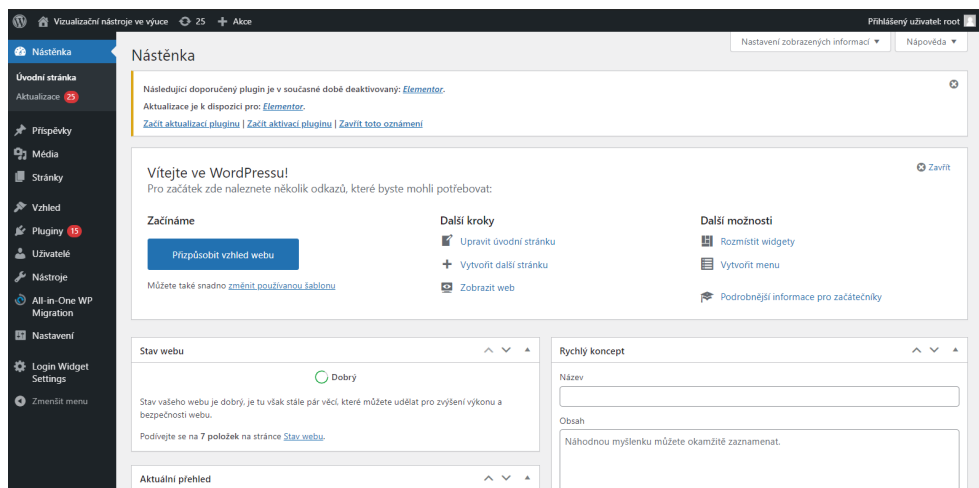 Vizualizační nástroje ve výuce 25 Akce Přihlášený uživatel: root
Nastavení zobrazených informací ▼ Nápověda ▼
Nástěnka
Úvodní stránka
Aktualizace 25
Příspěvky
Média
Stránky
Vzhled
Pluginy 15
Uživatelé
Nástroje
All-in-One WP
Migration
Nastavení
Login Widget
Settings
Zmenšit menu
Nástěnka
Následující doporučený plugin je v současné době deaktivovaný: Elementor.
Aktualizace je k dispozici pro: Elementor.
Začít aktualizací pluginu | Začít aktivací pluginu | Zavřít toto oznámení
Vítejte ve WordPressu!
Zavřít
Pro začátek zde naleznete několik odkazů, které byste mohli potřebovat:
Začínáme
Přizpůsobit vzhled webu
Můžete také snadno změnit používanou šablonu
Další kroky
Upravit úvodní stránku
Vytvořit další stránku
Zobrazit web
Další možnosti
Rozmístit widgety
Vytvořit menu
Podrobnější informace pro začátečníky
Stav webu
Dobrý
Stav vašeho webu je dobrý, je tu však stále pár věcí, které můžete udělat pro zvýšení výkonu a
bezpečnosti webu.
Podívejte se na 7 položek na stránce Stav webu.
Aktuální přehled
Rychlý koncept
Název
Obsah
Náhodnou myšlenku můžete okamžitě zaznamenat.